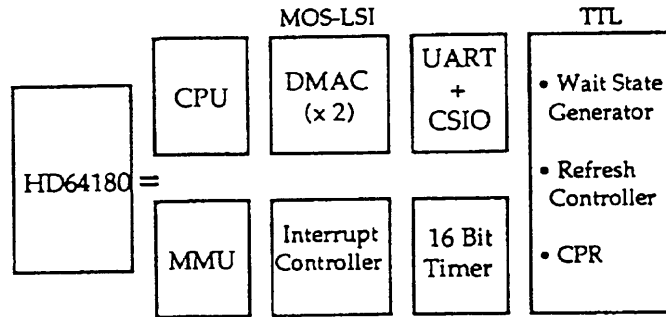 MOS-LSI
TTL
CPU
DMAC
(x 2)
UART
+
CSIO
• Wait State
Generator
• Refresh
Controller
• CPR
HD64180 =
MMU
Interrupt
Controller
16 Bit
Timer